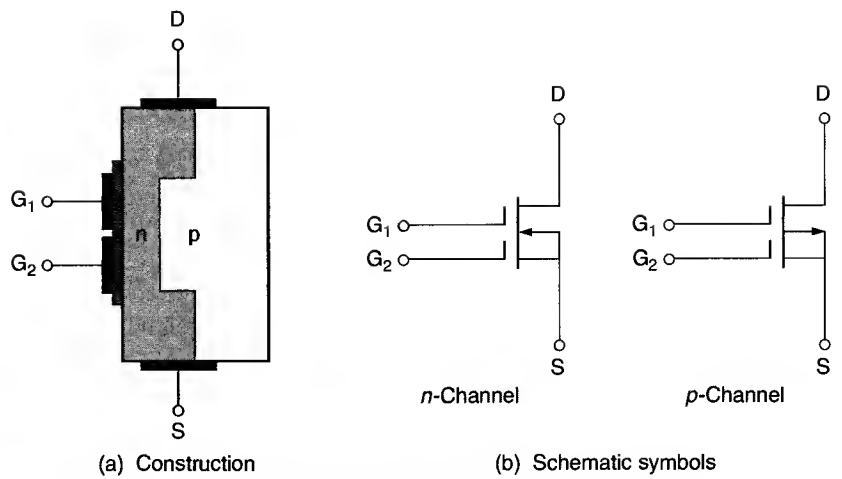 D
G1
G2
n
p
S
(a) Construction
D
G1
G2
S
n-Channel
D
G1
G2
S
p-Channel
(b) Schematic symbols